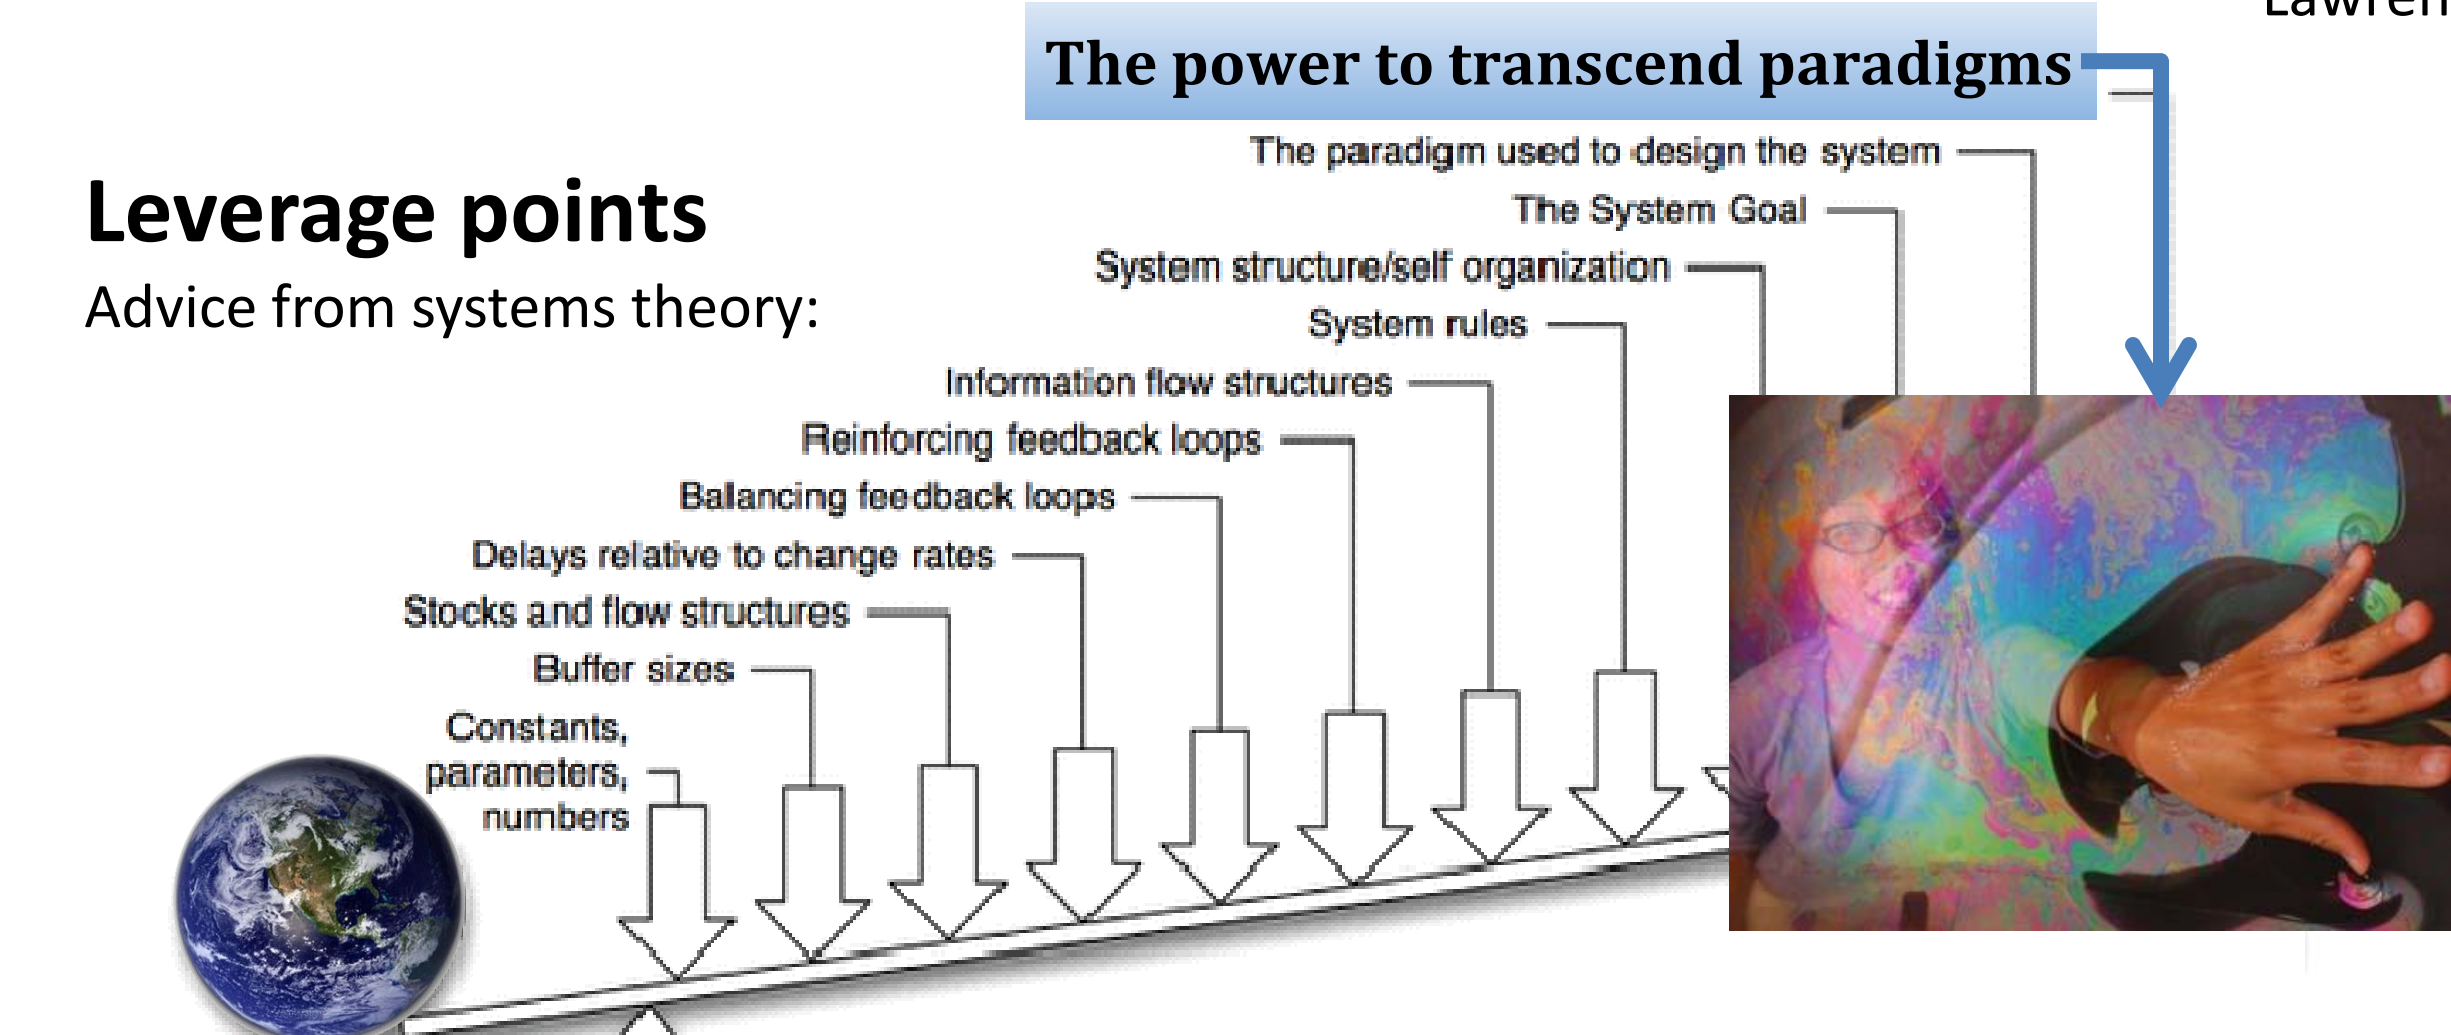 The power to transcend paradigms
The paradigm used to design the system
Leverage points
The System Goal
System structure/self organization
Advice from systems theory:
System rules
Information flow structures
Reinforcing feedback loops
Balancing feedback loops
Delays relative to change rates
Stocks and flow structures
Buffer sizes
Constants,
parameters,
numbers